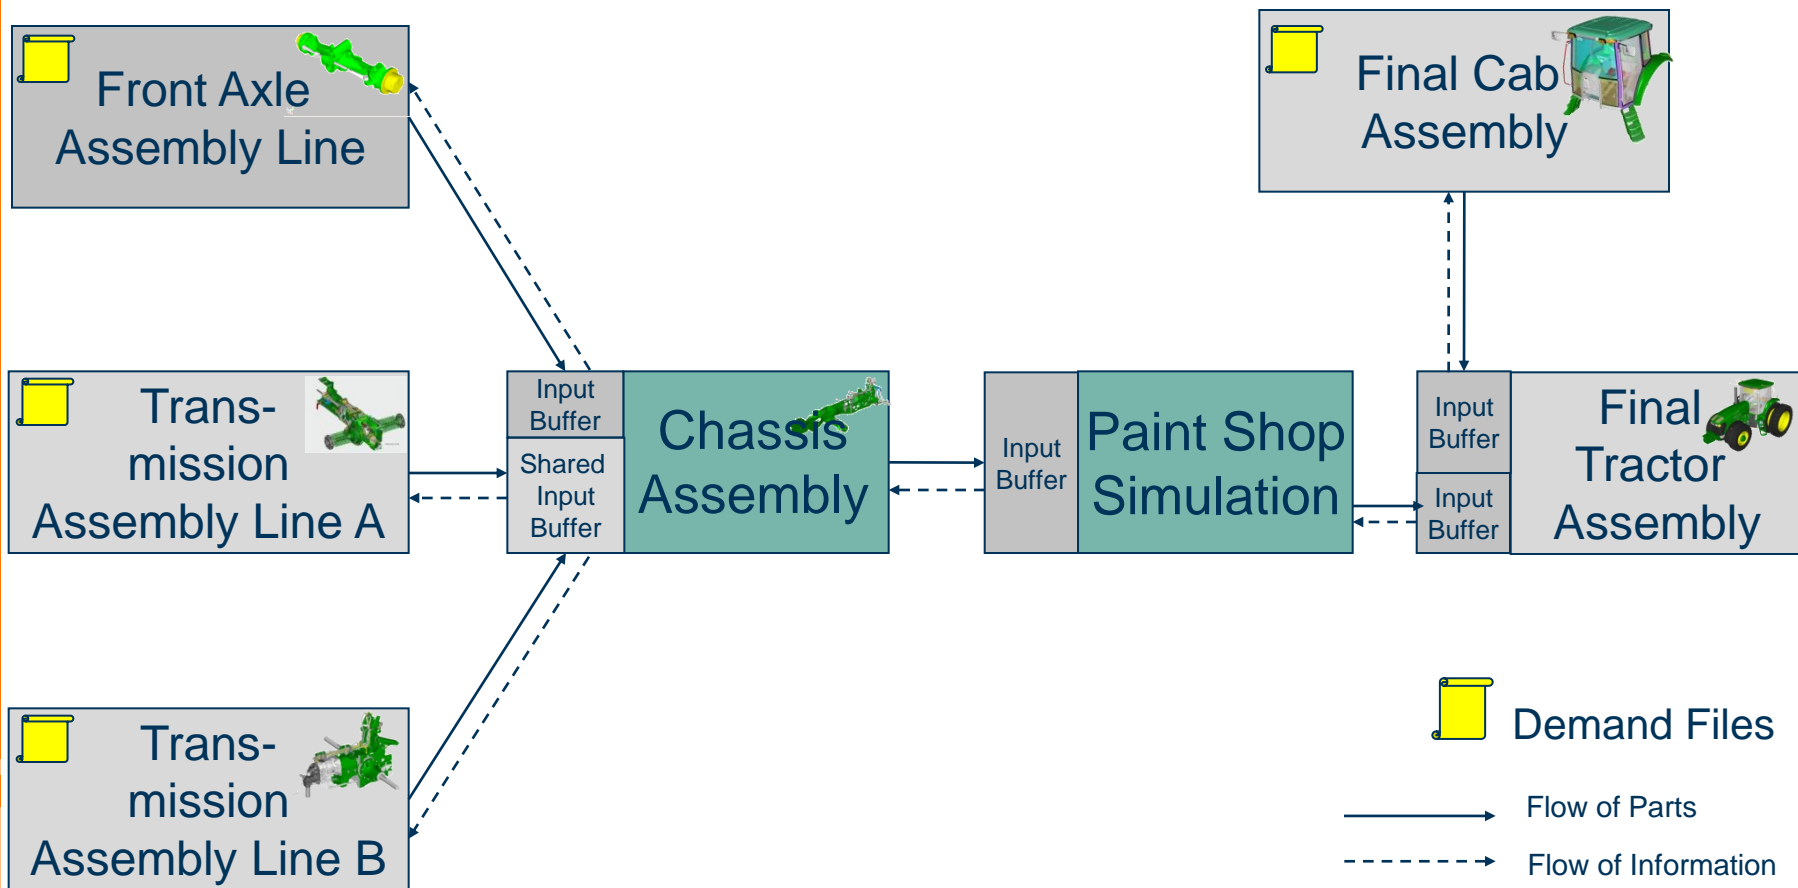 Front Axle
Assembly Line
Final Cab
Assembly
Trans-
mission
Assembly Line A
Input
Buffer
Shared
Input
Buffer
Chassis
Assembly
Input
Buffer
Paint Shop
Simulation
Input
Buffer
Input
Buffer
Final
Tractor
Assembly
Trans-
mission
Assembly Line B
Demand Files
Flow of Parts
Flow of Information